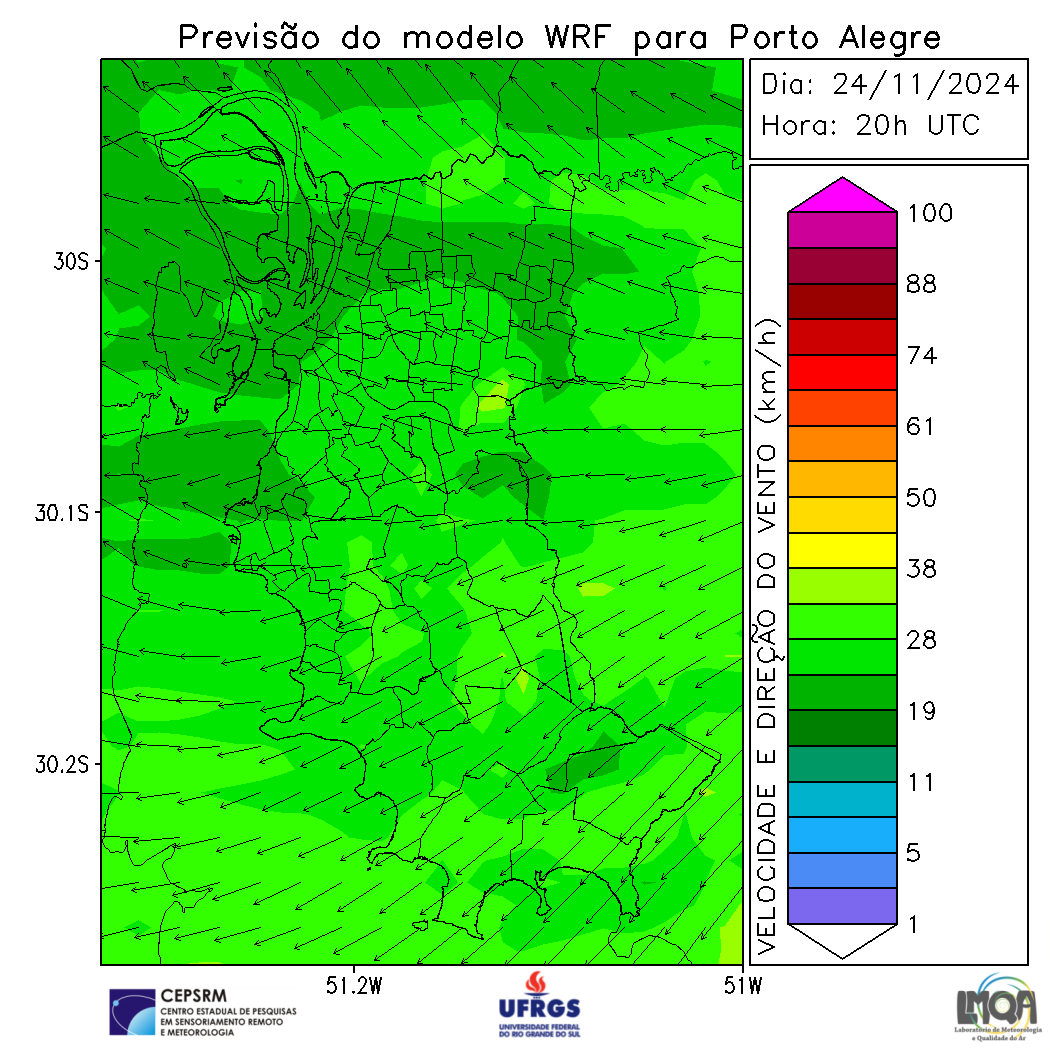 Previsão do modelo WRF para Porto Alegre
Dia: 24/11/2024
Hora: 20h UTC
30S
30.1S
30.2S
51.2W
51W
VELOCIDADE E DIREÇÃO DO VENTO (km/h)
100
88
74
61
50
38
28
19
11
5
1
CEPSRM
CENTRO ESTADUAL DE PESQUISAS
EM SENSORIAMENTO REMOTO
E METEOROLOGIA
UFRGS
UNIVERSIDADE FEDERAL
DO RIO GRANDE DO SUL
LMQA
Laboratório de Meteorologia
e Qualidade do Ar